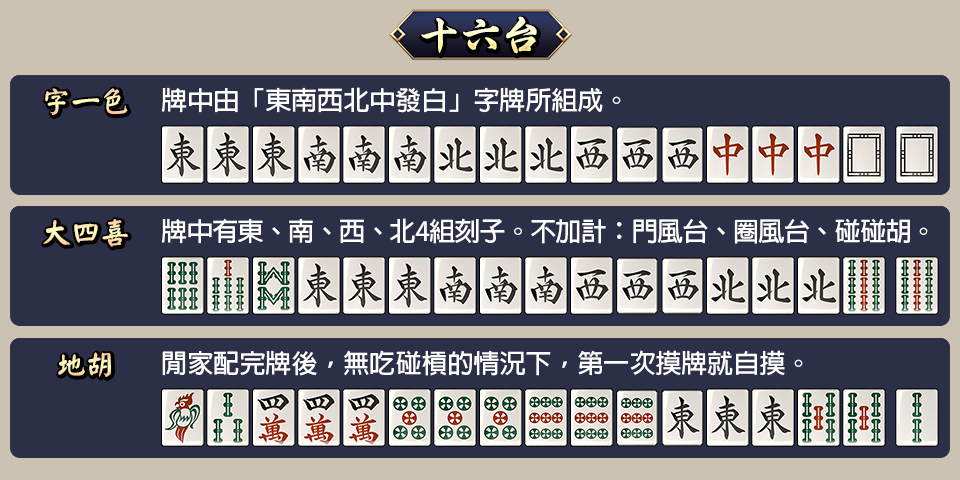 十六台
字一色
牌中由「東南西北中發白」字牌所組成。
東東東南南南北北北西西西中中中
大四喜
牌中有東、南、西、北4組刻子。不加計：門風台、圈風台、碰碰胡。
東東東南南南西西西北北北
地胡
閒家配完牌後，無吃碰槓的情況下，第一次摸牌就自摸。
四萬四萬四萬東東東